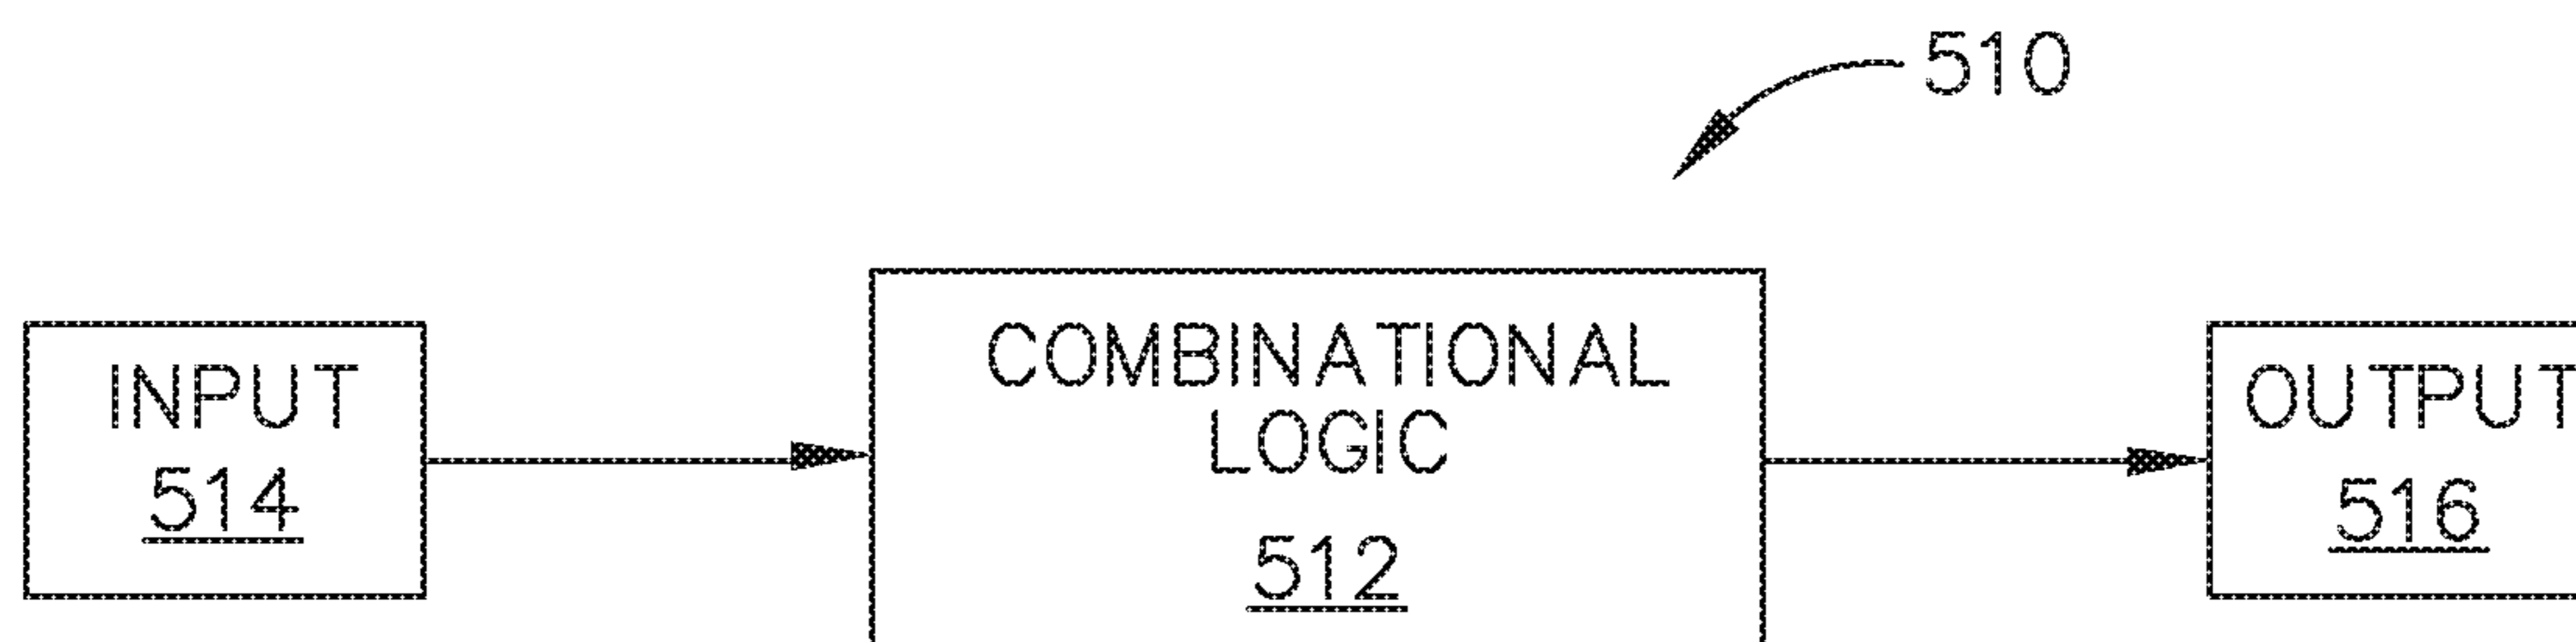 510
INPUT
514
COMBINATIONAL
LOGIC
512
OUTPUT
516